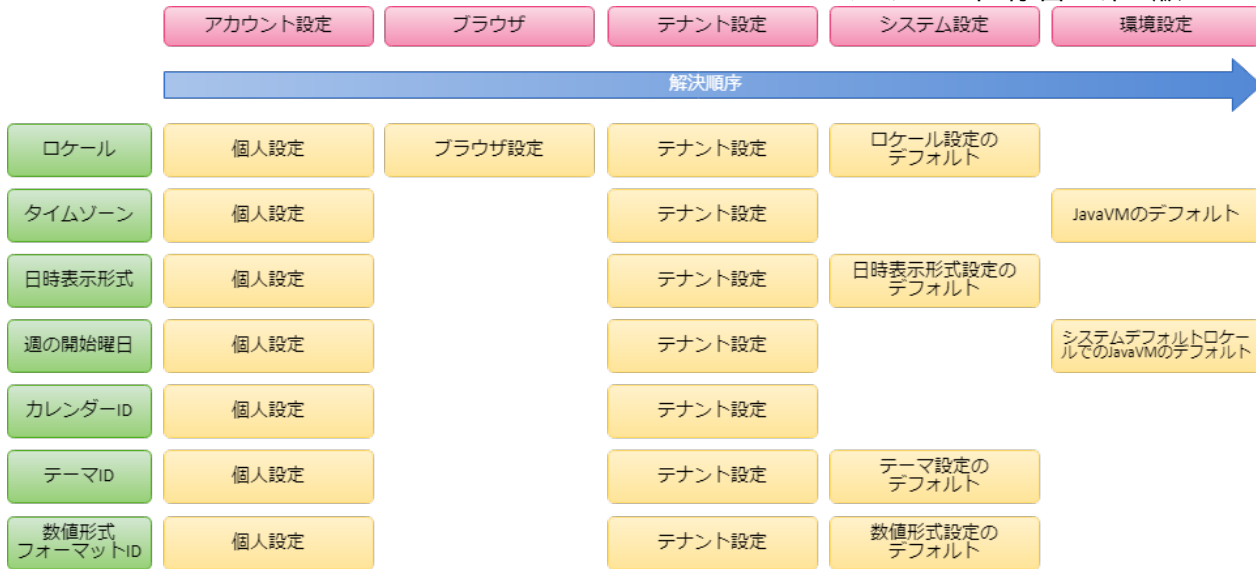 アカウント設定 ブラウザ テナント設定 システム設定 環境設定
解決順序
ロケール 個人設定 ブラウザ設定 テナント設定 ロケール設定の
デフォルト
タイムゾーン 個人設定 テナント設定 JavaVMのデフォルト
日時表示形式 個人設定 テナント設定 日時表示形式設定の
デフォルト
週の開始曜日 個人設定 テナント設定 システムデフォルトロケー
ルでのJavaVMのデフォルト
カレンダーID 個人設定 テナント設定
テーマID 個人設定 テナント設定 テーマ設定の
デフォルト
数値形式
フォーマットID 個人設定 テナント設定 数値形式設定の
デフォルト